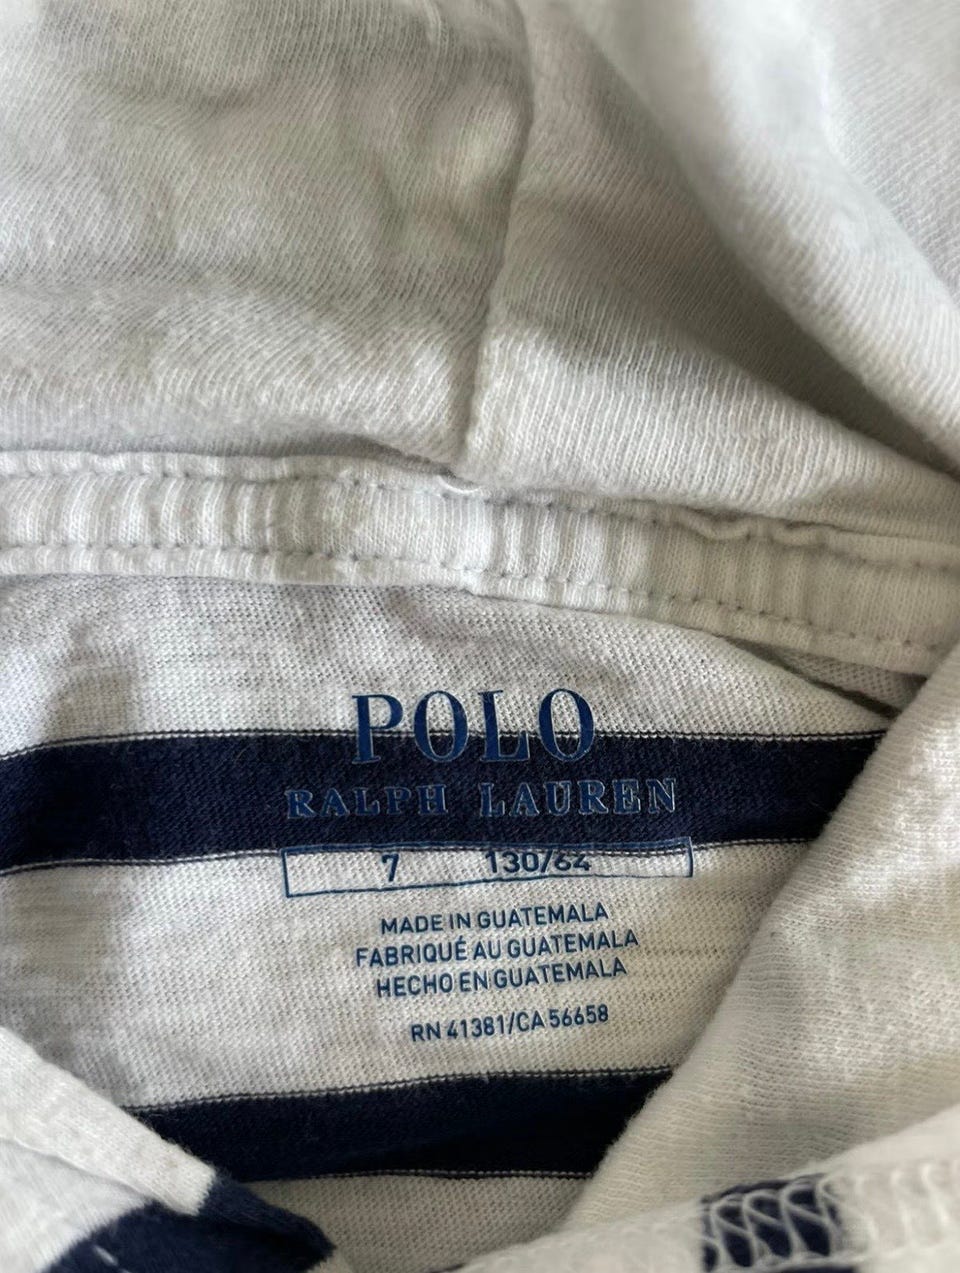 POLO
RALPH LAUREN
7 130/64
MADE IN GUATEMALA
FABRIQUÉ AU GUATEMALA
HECHO EN GUATEMALA
RN 41381/CA 56658